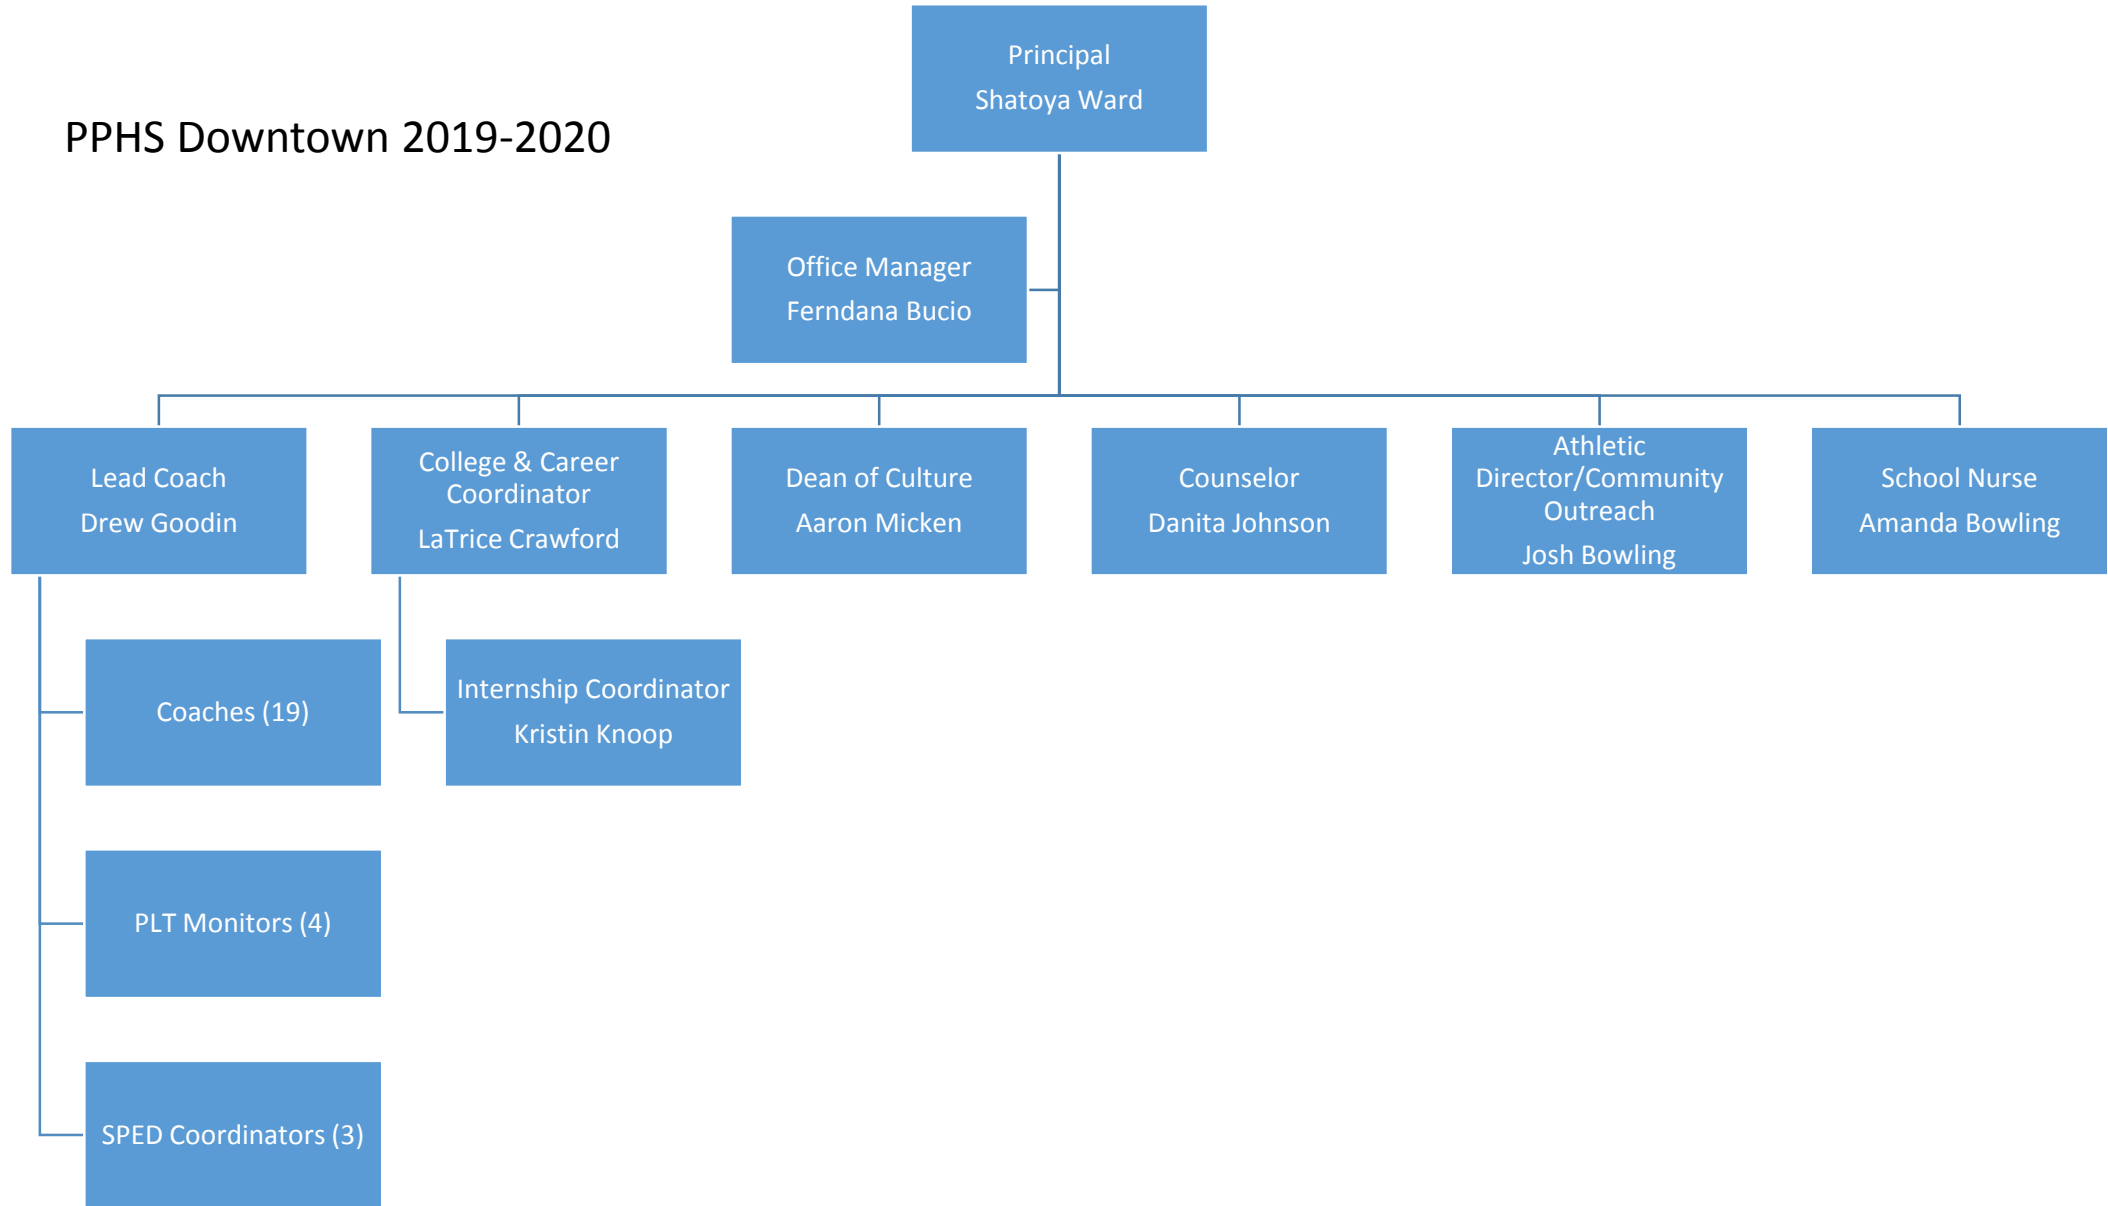 PPHS Downtown 2019-2020
Principal
Shatoya Ward
Office Manager
Ferndana Bucio
Lead Coach
Drew Goodin
College & Career
Coordinator
LaTrice Crawford
Dean of Culture
Aaron Micken
Counselor
Danita Johnson
Athletic
Director/Community
Outreach
Josh Bowling
School Nurse
Amanda Bowling
Coaches (19)
Internship Coordinator
Kristin Knoop
PLT Monitors (4)
SPED Coordinators (3)